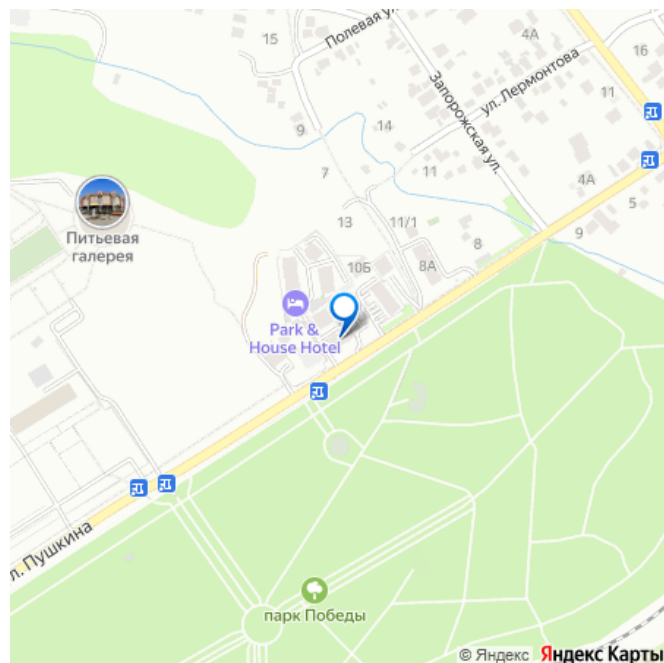 Полевая ул.
15
4А
16
ул. Лермонтова
Запорожская ул.
11
9
14
7
11
4А
5
13
11/1
8
9
10Б
8А
Питьевая
галерея
Park &
House Hotel
л. Пушкина
парк Победы
© Яндекс Яндекс Карты